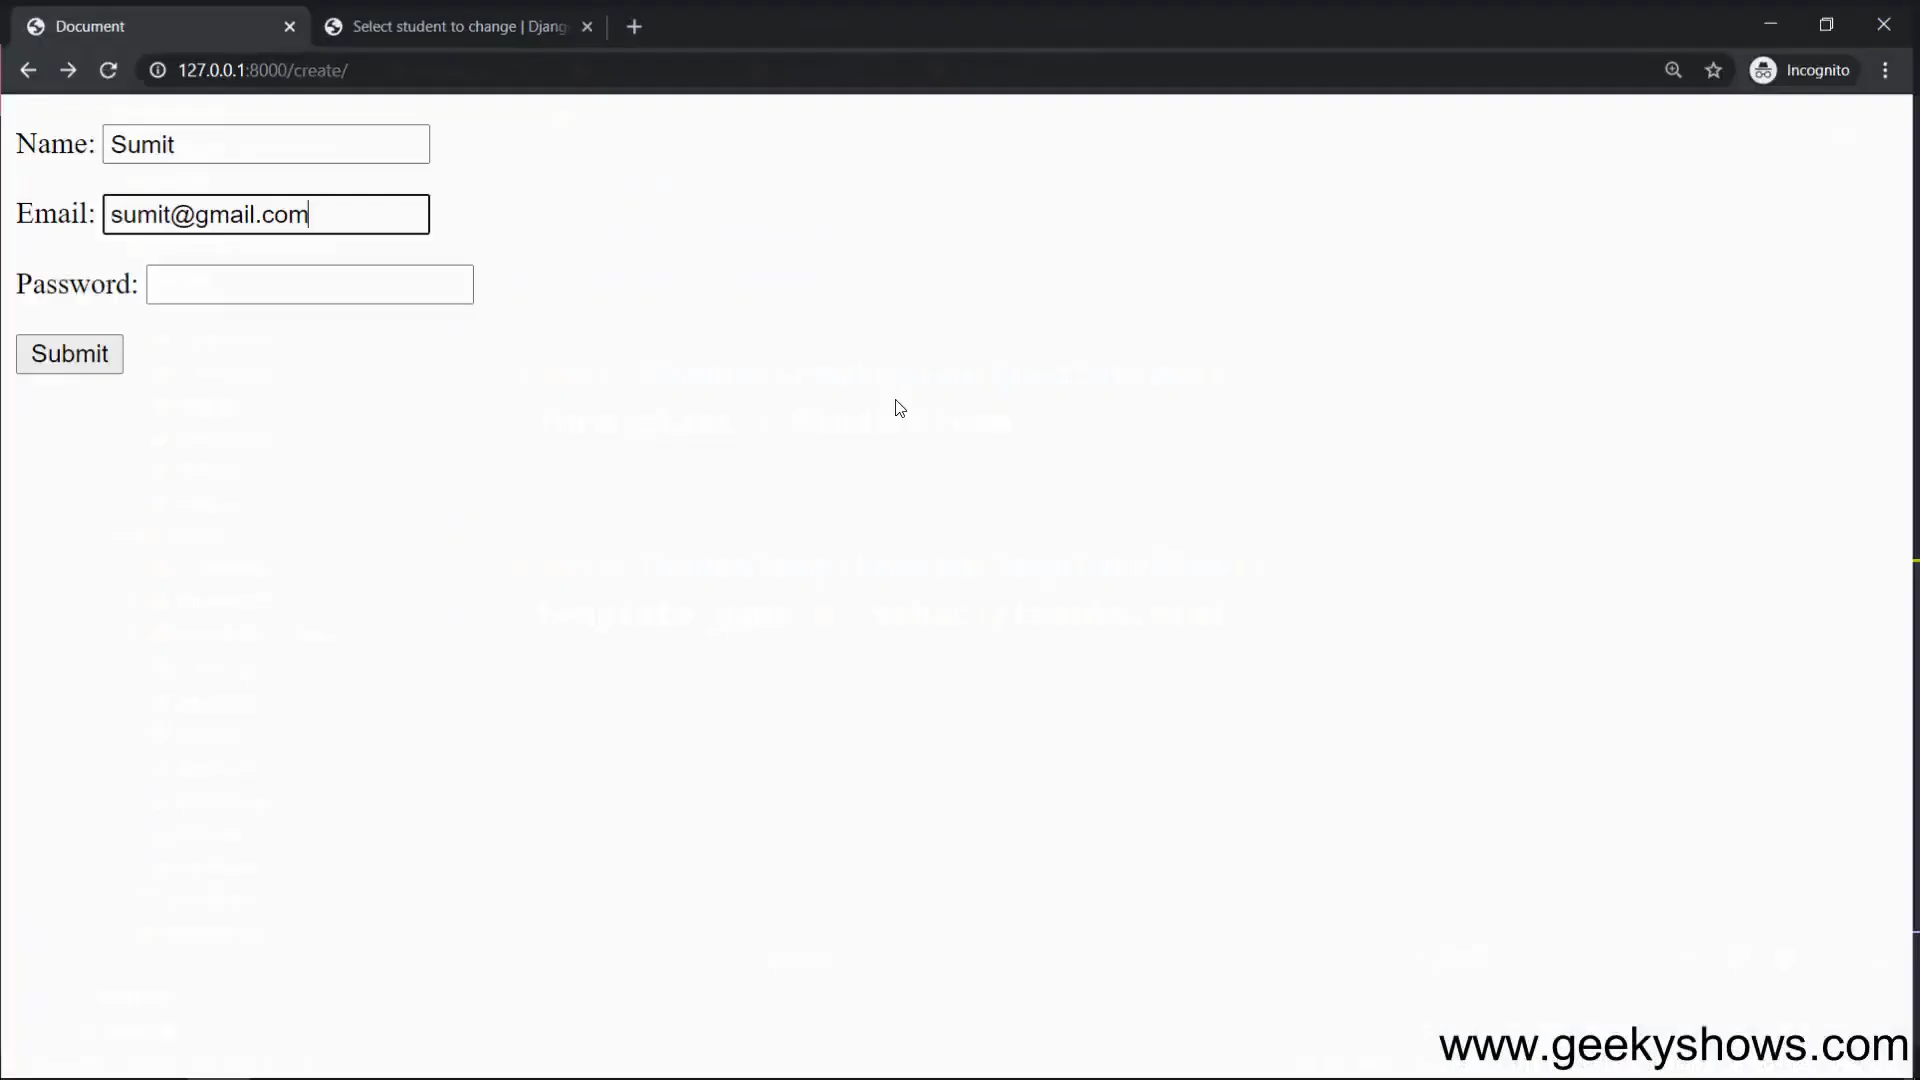 Document
Select student to change | Djang
127.0.0.1:8000/create/
Incognito
Name: Sumit
Email: sumit@gmail.com
Password:
Submit
www.geekyshows.com